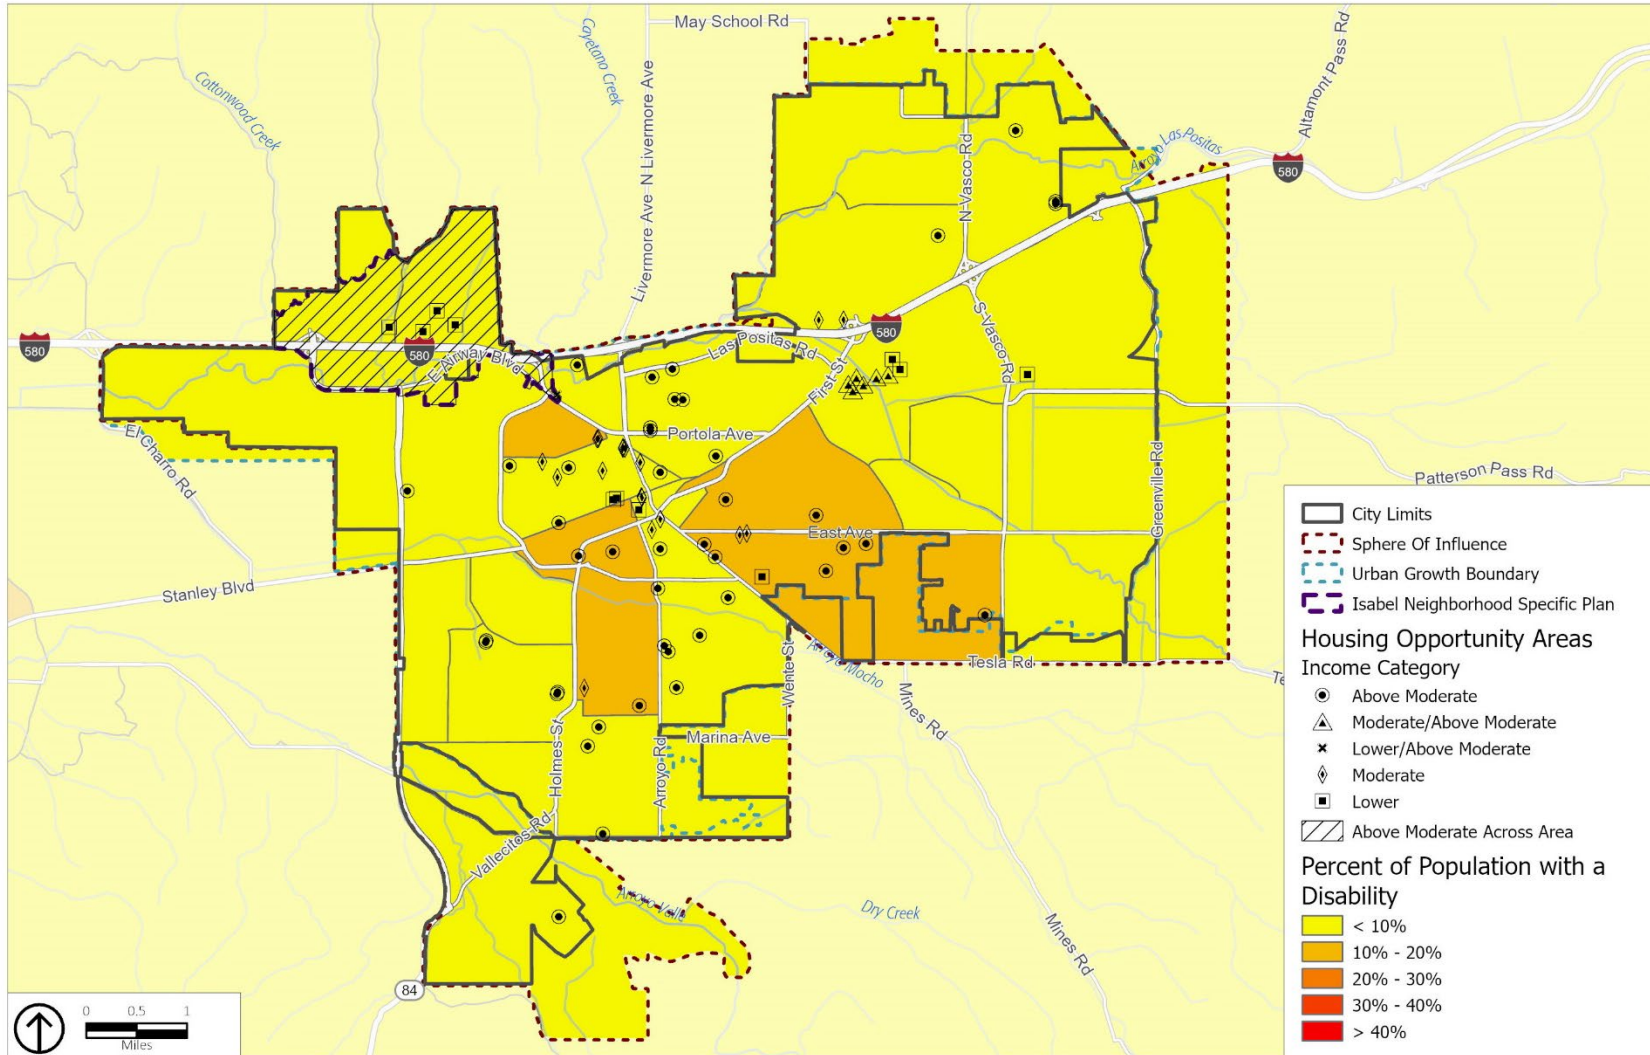 May School Rd
Cottonwood Creek
Cayetano Creek
Livermore Ave N Livermore Ave
N Vasco Rd
Altamont Pass Rd
Arroyo Las Positas
580
580
580
580
E Airway Blvd
Las Positas Rd
First St
S Vasco Rd
Portola Ave
El Charro Rd
Patterson Pass Rd
Greenville Rd
East Ave
Stanley Blvd
Tesla Rd
Te
Wente St
Arroyo Mocho
Mines Rd
Marina Ave
Holmes St
Arroyo Rd
Vallecitos Rd
Arroyo Valle
Dry Creek
Mines Rd
84
0 0.5 1
Miles
City Limits
Sphere Of Influence
Urban Growth Boundary
Isabel Neighborhood Specific Plan
Housing Opportunity Areas
Income Category
Above Moderate
Moderate/Above Moderate
Lower/Above Moderate
Moderate
Lower
Above Moderate Across Area
Percent of Population with a
Disability
< 10%
10% - 20%
20% - 30%
30% - 40%
> 40%